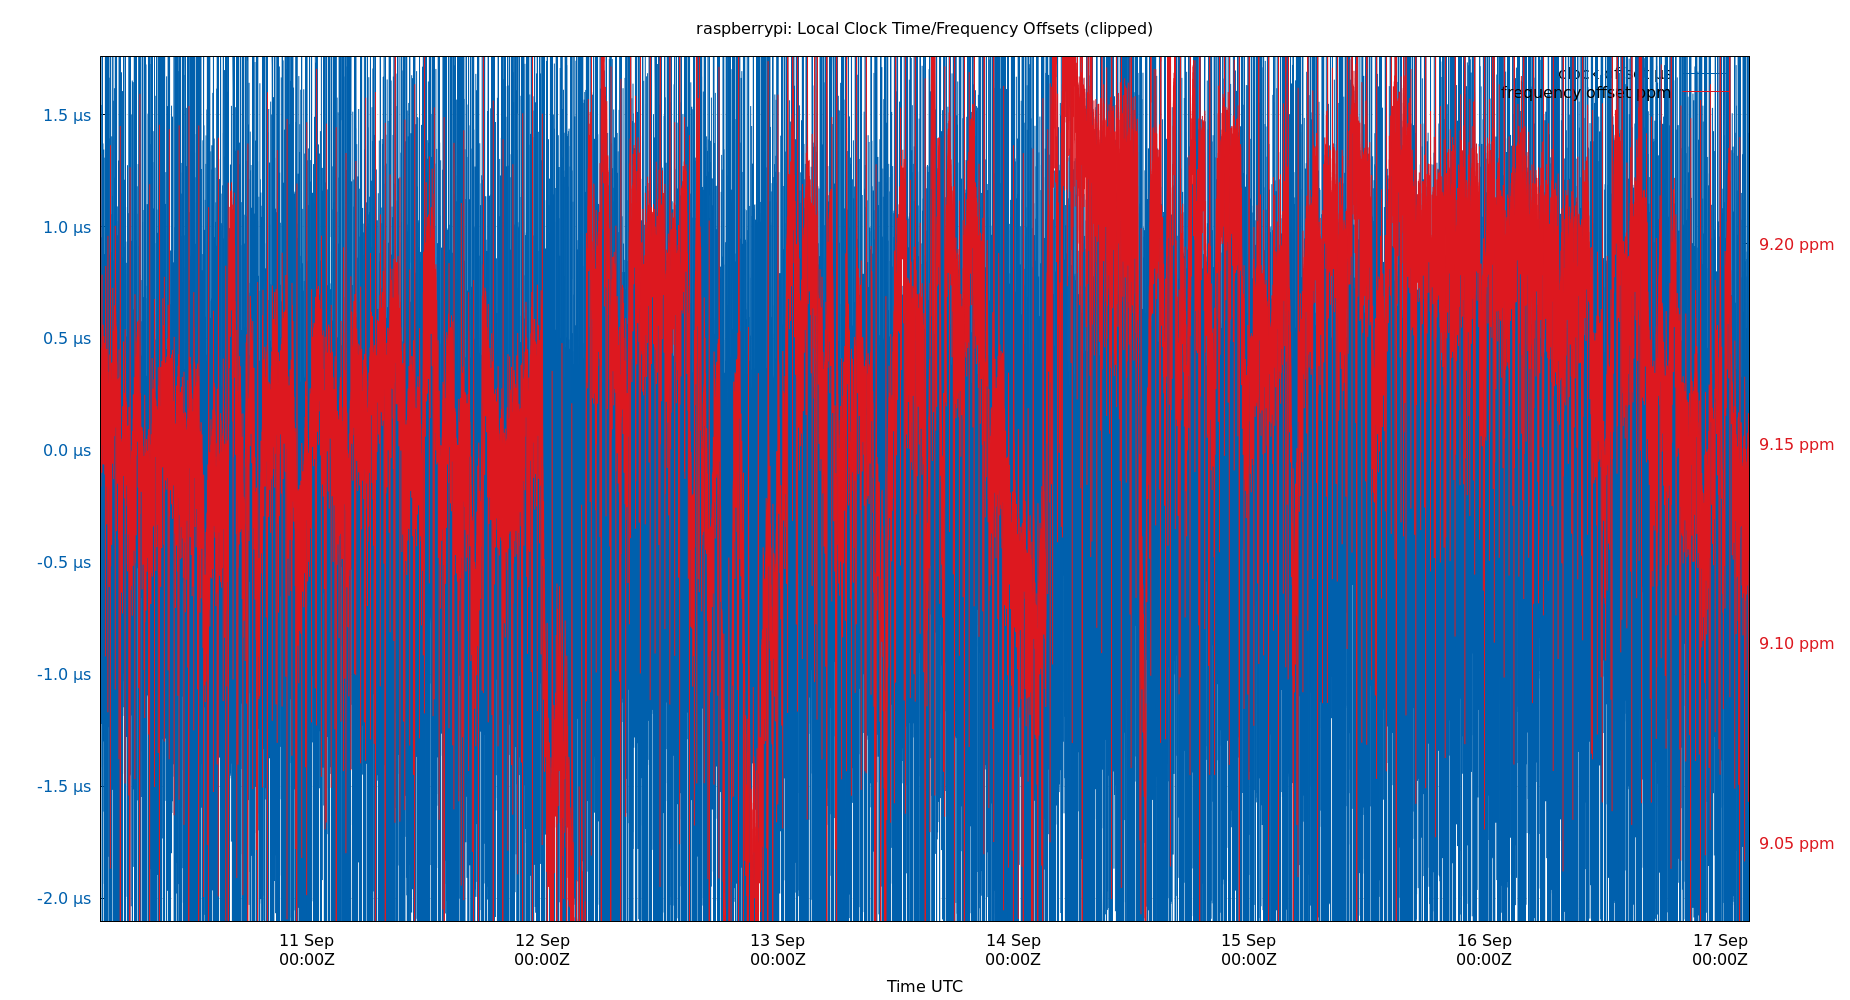 raspberrypi: Local Clock Time/Frequency Offsets (clipped)
clock offset µs
frequency offset ppm
1.5 µs
1.0 µs
0.5 µs
0.0 µs
-0.5 µs
-1.0 µs
-1.5 µs
-2.0 µs
9.20 ppm
9.15 ppm
9.10 ppm
9.05 ppm
11 Sep
00:00Z
12 Sep
00:00Z
13 Sep
00:00Z
14 Sep
00:00Z
15 Sep
00:00Z
16 Sep
00:00Z
17 Sep
00:00Z
Time UTC